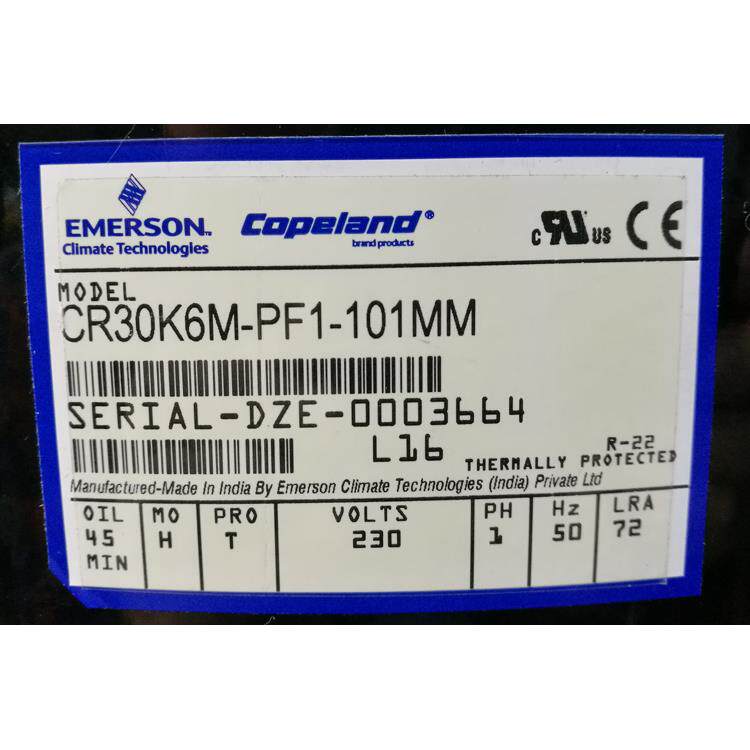 EMERSON™
Climate Technologies
Copeland®
brand products
c RU us CE
MODEL
CR30K6M-PF1-101MM
SERIAL-DZE-0003664
L16
R-22
THERMALLY PROTECTED
Manufactured-Made In India By Emerson Climate Technologies (India) Private Ltd
OIL MO PRO VOLTS PH Hz LRA
45 H T 230 1 50 72
MIN